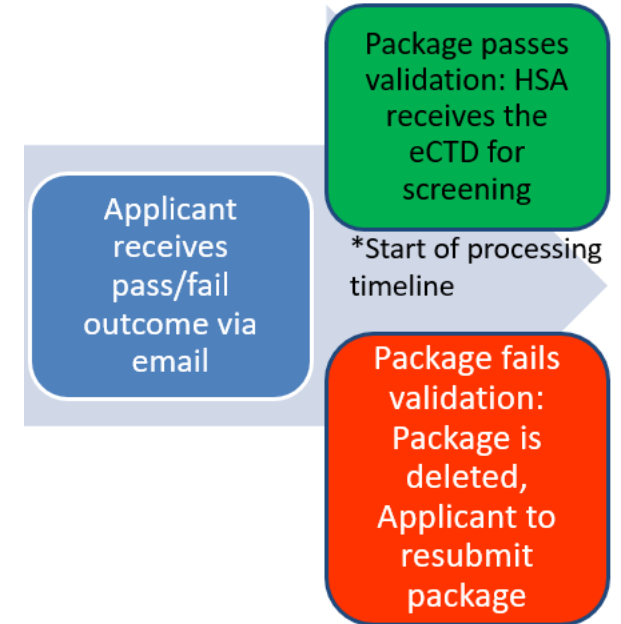 Applicant
receives
pass/fail
outcome via
email
Package passes
validation: HSA
receives the
eCTD for
screening
*Start of processing
timeline
Package fails
validation:
Package is
deleted,
Applicant to
resubmit
package